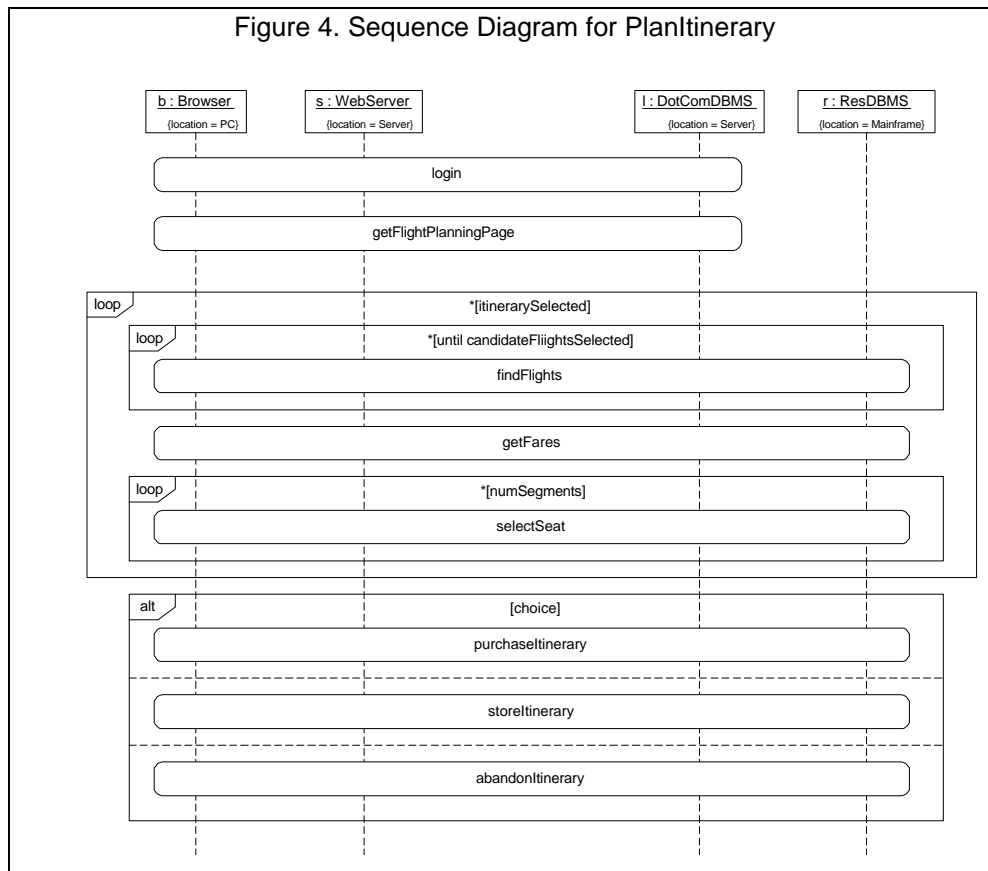 Figure 4. Sequence Diagram for PlanItinerary
b : Browser
{location = PC}
s : WebServer
{location = Server}
l : DotComDBMS
{location = Server}
r : ResDBMS
{location = Mainframe}
login
getFlightPlanningPage
loop
*[itinerarySelected]
loop
*[until candidateFliightsSelected]
findFlights
getFares
loop
*[numSegments]
selectSeat
alt
[choice]
purchaseItinerary
storeItinerary
abandonItinerary